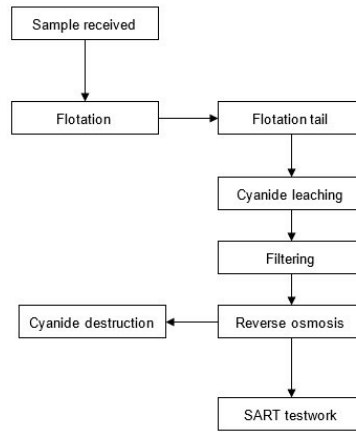 Sample received
Flotation
Flotation tail
Cyanide leaching
Filtering
Cyanide destruction
Reverse osmosis
SART testwork